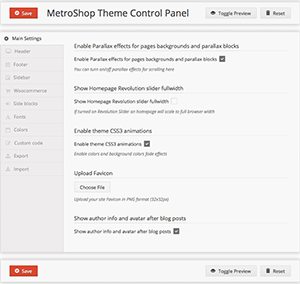 Save
MetroShop Theme Control Panel
Toggle Preview
Reset
Main Settings
Header
Footer
Sidebar
Woocommerce
Side blocks
Fonts
Colors
Custom code
Export
Import
Enable Parallax effects for pages backgrounds and parallax blocks
Enable Parallax effects for pages backgrounds and parallax blocks
You can turn on/off parallax effects for scrolling here
Show Homepage Revolution slider fullwidth
Show Homepage Revolution slider fullwidth
If turned on Revolution Slider on homepage will scale to full browser width
Enable theme CSS3 animations
Enable theme CSS3 animations
Enable colors and background colors fade effects
Upload Favicon
Choose File
Upload your site Favicon in PNG format (32x32px)
Show author info and avatar after blog posts
Show author info and avatar after blog posts
Save
Toggle Preview
Reset